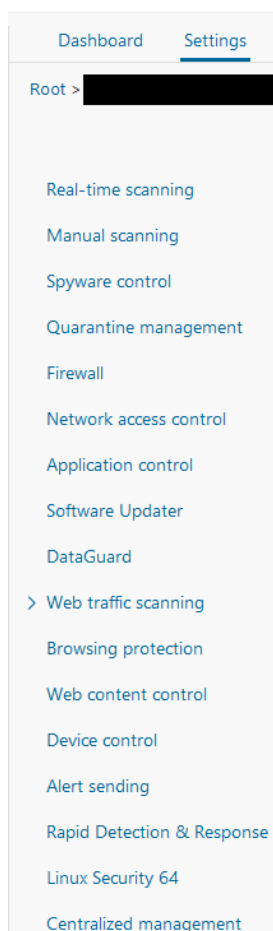 Dashboard Settings
Root >
Real-time scanning
Manual scanning
Spyware control
Quarantine management
Firewall
Network access control
Application control
Software Updater
DataGuard
> Web traffic scanning
Browsing protection
Web content control
Device control
Alert sending
Rapid Detection & Response
Linux Security 64
Centralized management